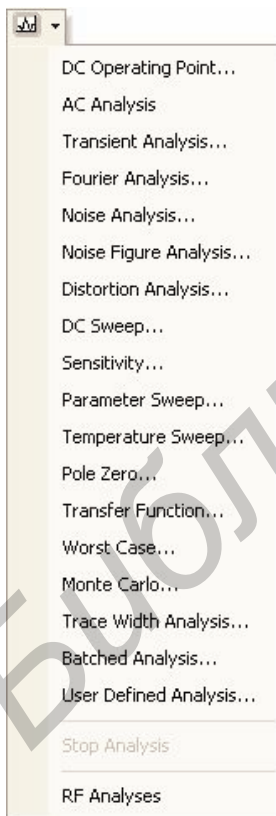 DC Operating Point...
AC Analysis
Transient Analysis...
Fourier Analysis...
Noise Analysis...
Noise Figure Analysis...
Distortion Analysis...
DC Sweep...
Sensitivity...
Parameter Sweep...
Temperature Sweep...
Pole Zero...
Transfer Function...
Worst Case...
Monte Carlo...
Trace Width Analysis...
Batched Analysis...
User Defined Analysis...
Stop Analysis
RF Analyses